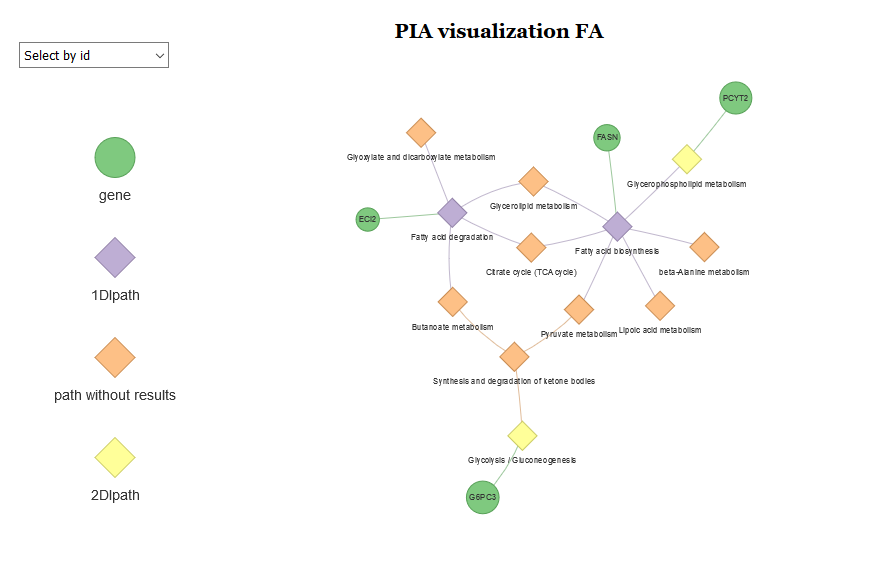 PIA visualization FA
Select by id
gene
1DIpath
path without results
2DIpath
PCYT2
FASN
Glyoxylate and dicarboxylate metabolism
Glycerophospholipid metabolism
Glycerolipid metabolism
ECI2
Fatty acid degradation
Fatty acid biosynthesis
Citrate cycle (TCA cycle)
beta-Alanine metabolism
Butanoate metabolism
Pyruvate metabolism
Lipoic acid metabolism
Synthesis and degradation of ketone bodies
Glycolysis / Gluconeogenesis
G6PC3